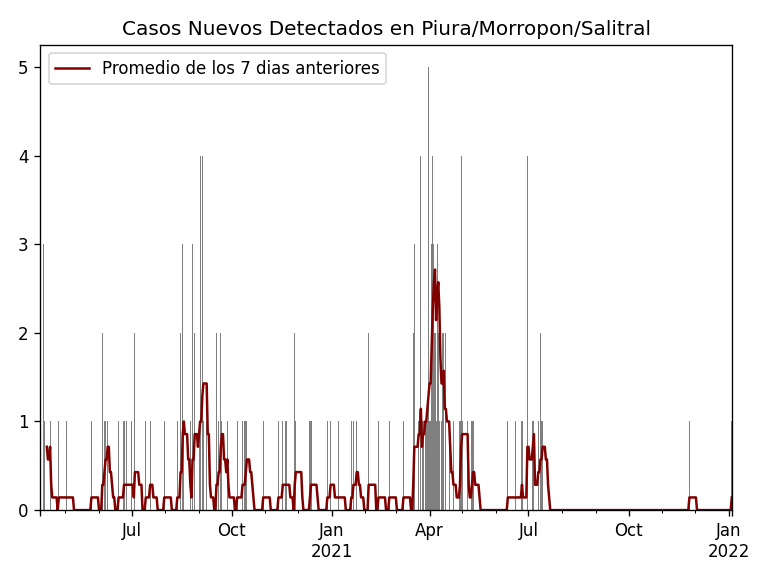 Casos Nuevos Detectados en Piura/Morropon/Salitral
Promedio de los 7 dias anteriores
5
4
3
2
1
0
Jul Oct Jan Apr Jul Oct Jan
2021 2022